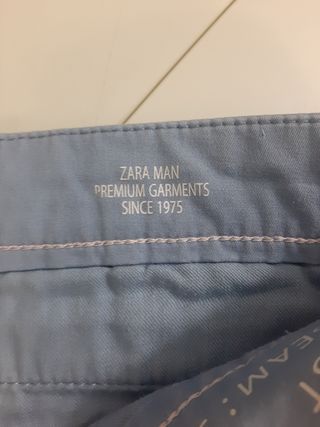 ZARA MAN
PREMIUM GARMENTS
SINCE 1975